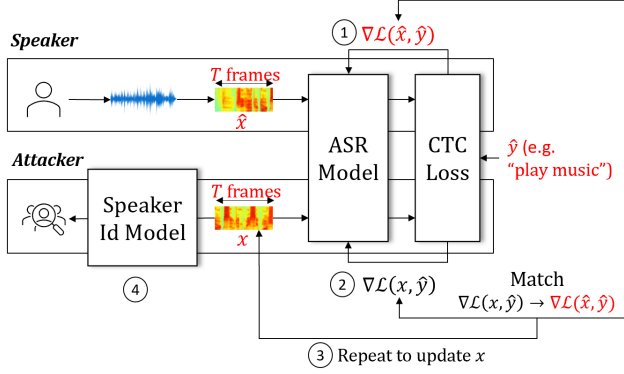 Speaker
① ∇ℒ(x̂, ŷ)
T frames
x̂
ASR
Model
CTC
Loss
ŷ (e.g.
“play music”)
Attacker
Speaker
Id Model
T frames
x
④
② ∇ℒ(x, ŷ)
Match
∇ℒ(x, ŷ) → ∇ℒ(x̂, ŷ)
③ Repeat to update x